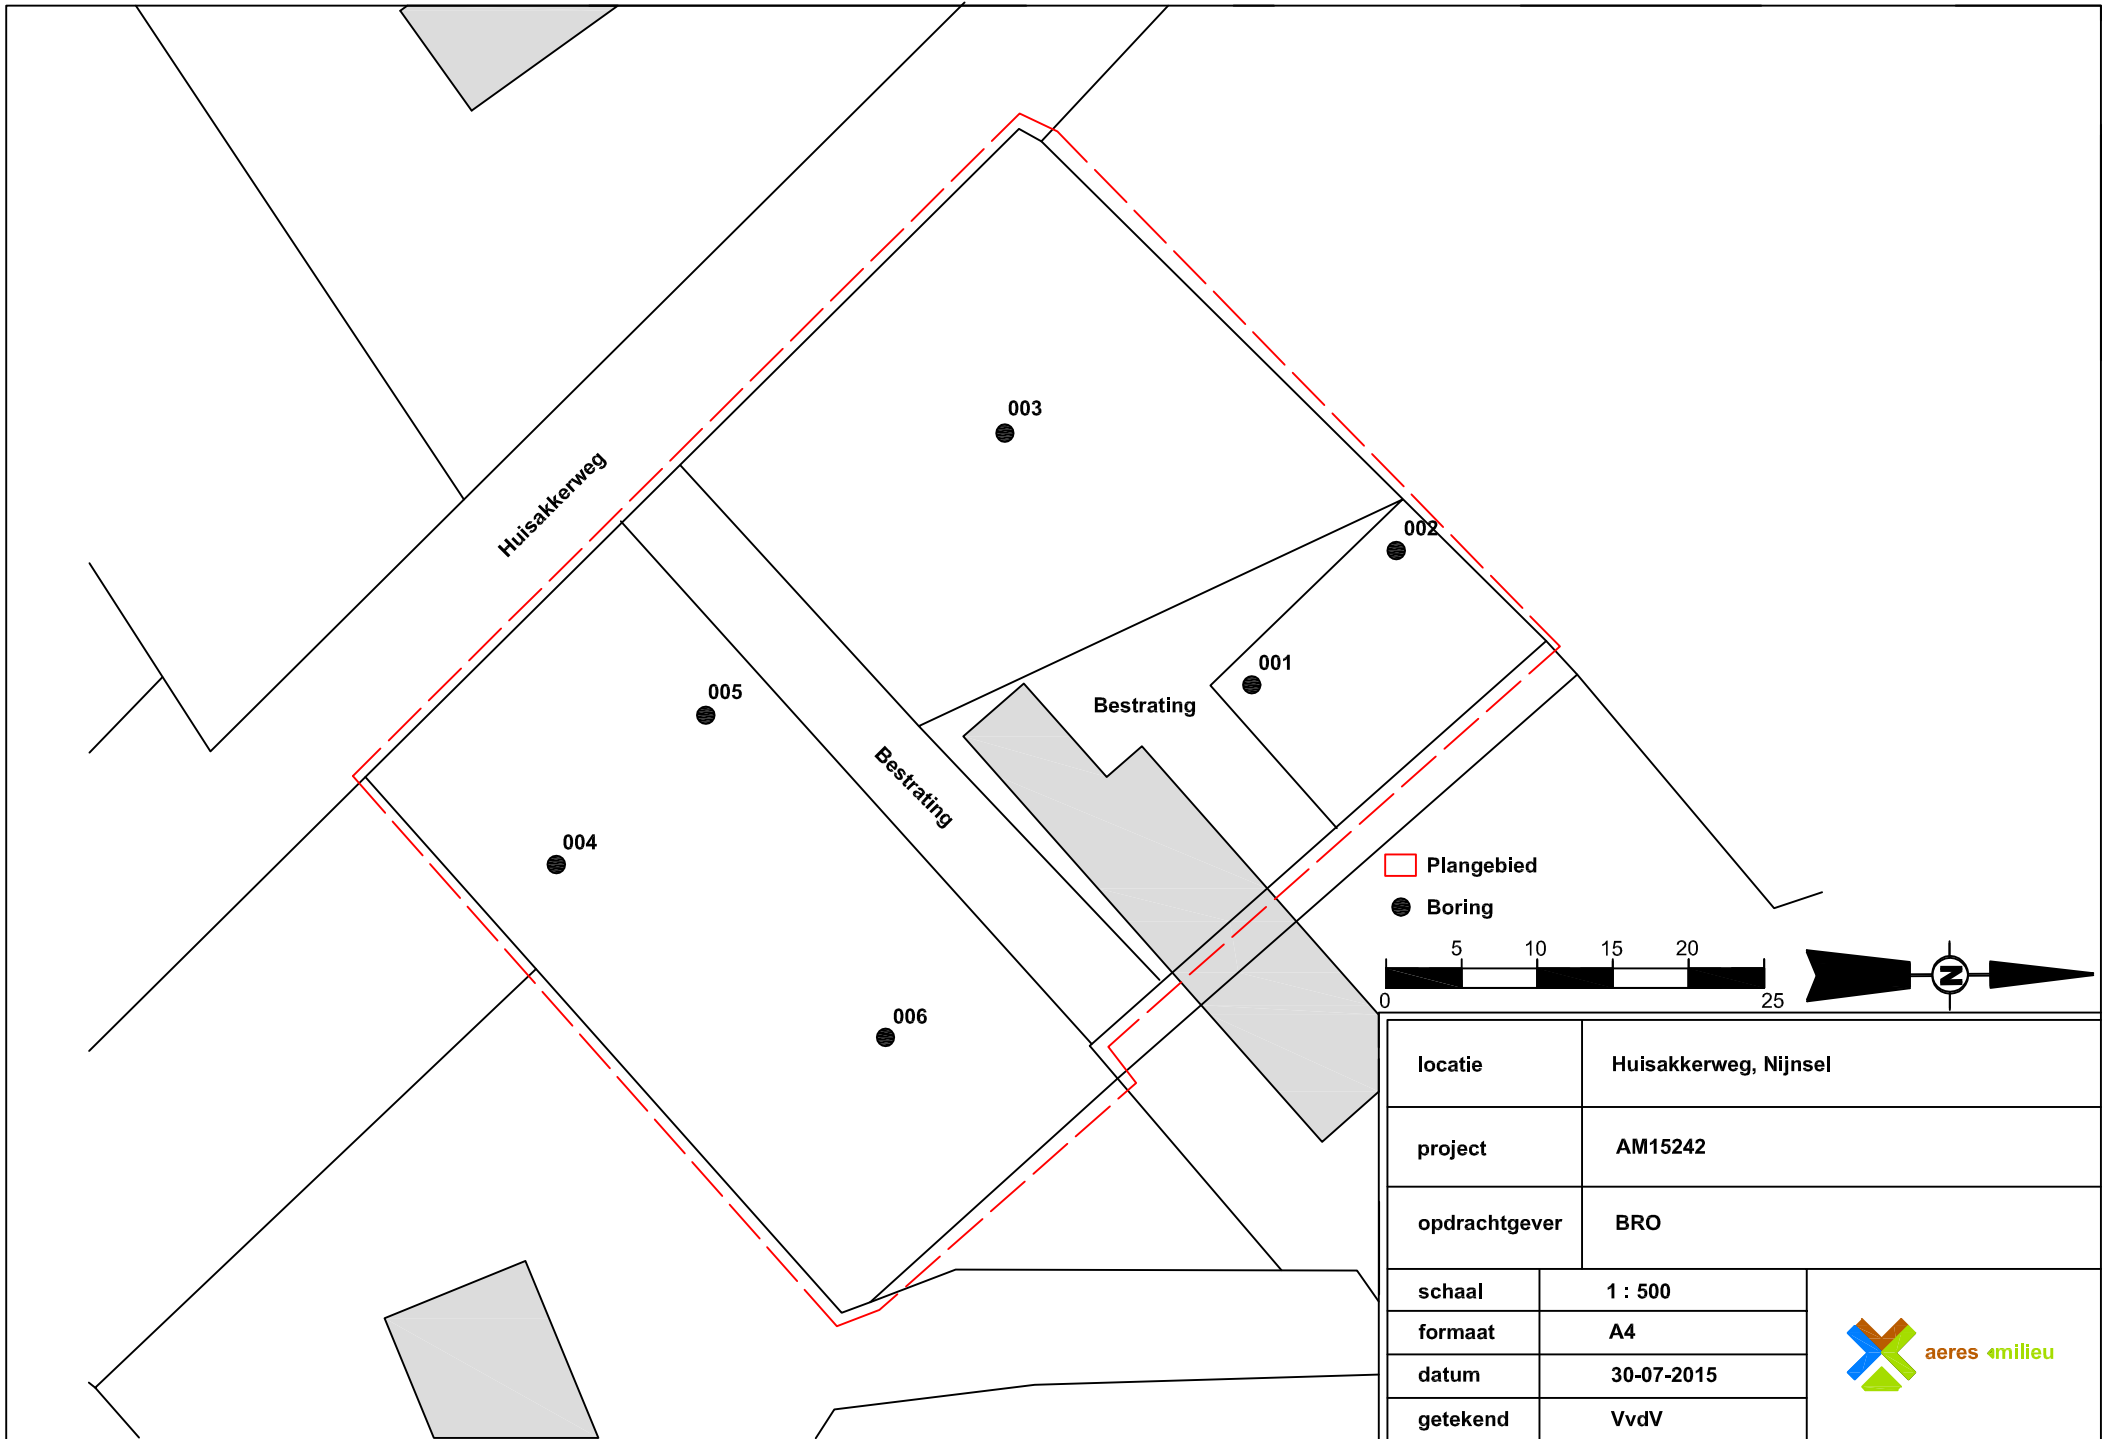 003
Huisakkerweg
002
001
005
Bestrating
Bestrating
004
006
Plangebied
Boring
5 10 15 20
0 25
N
locatie Huisakkerweg, Nijnsel
project AM15242
opdrachtgever BRO
schaal 1 : 500
formaat A4
datum 30-07-2015
getekend VvdV
aeres milieu